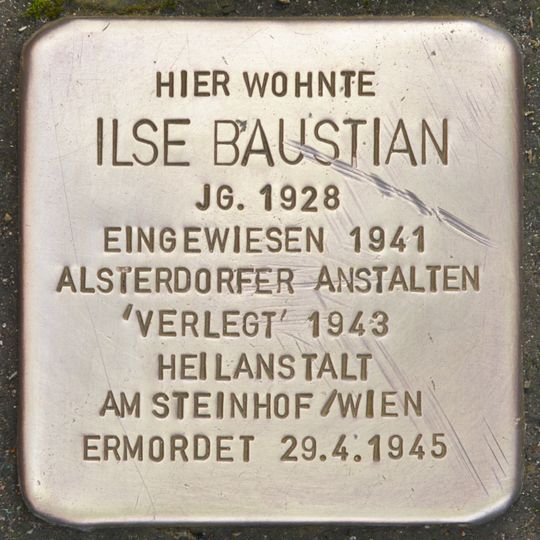 HIER WOHNTE
ILSE BAUSTIAN
JG. 1928
EINGEWIESEN 1941
ALSTERDORFER ANSTALTEN
'VERLEGT' 1943
HEILANSTALT
AM STEINHOF/WIEN
ERMORDET 29.4.1945